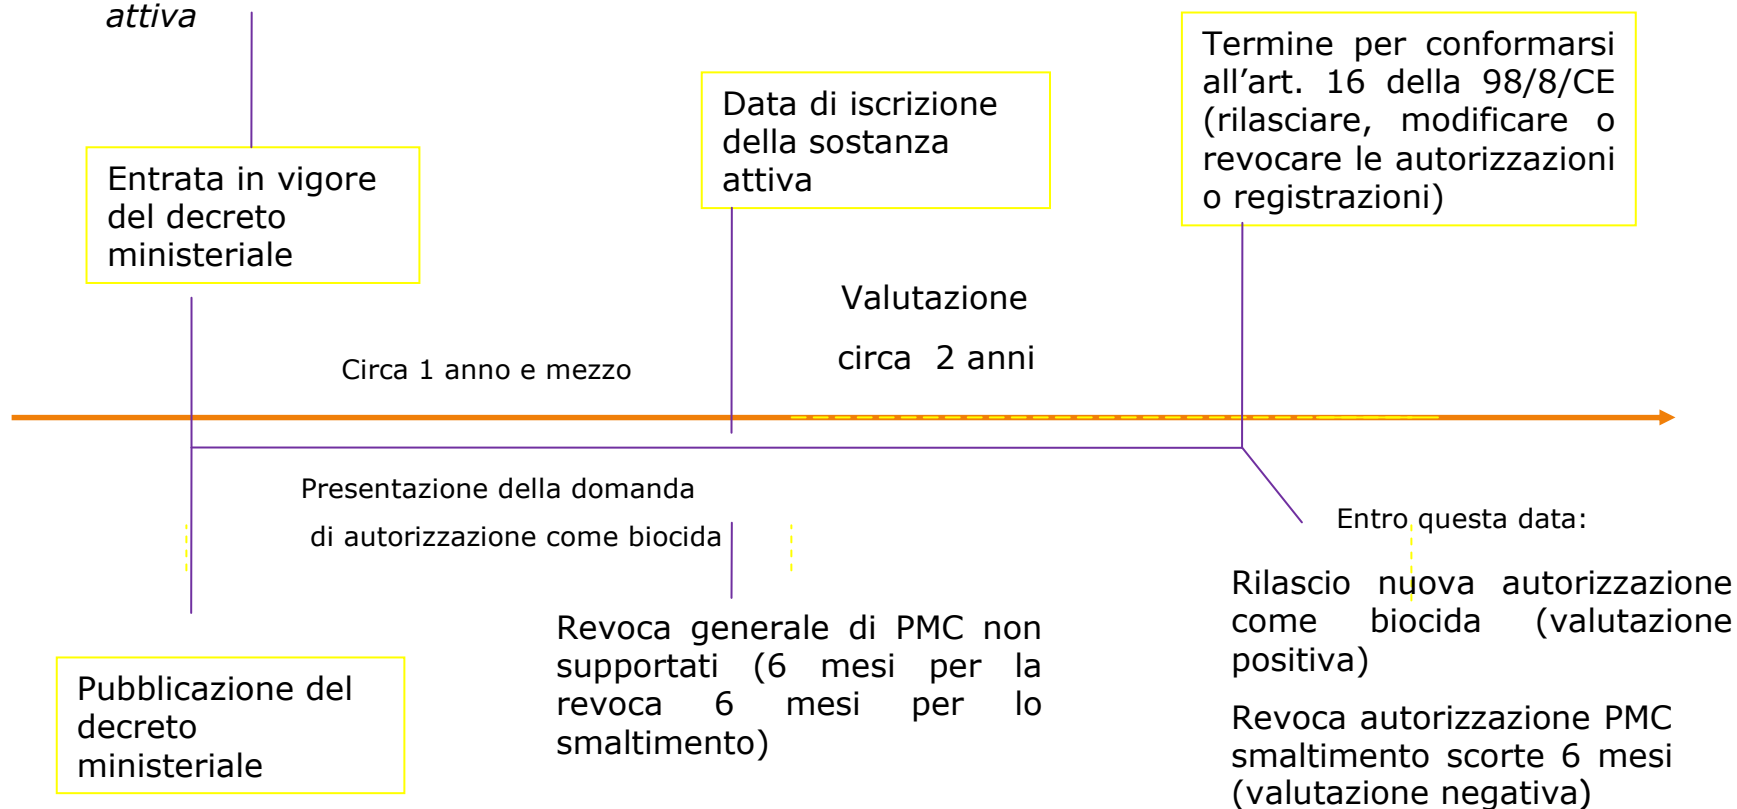 attiva
Entrata in vigore
del decreto
ministeriale
Data di iscrizione
della sostanza
attiva
Termine per conformarsi
all’art. 16 della 98/8/CE
(rilasciare, modificare o
revocare le autorizzazioni
o registrazioni)
Valutazione
circa 2 anni
Circa 1 anno e mezzo
Presentazione della domanda
di autorizzazione come biocida
Pubblicazione del
decreto
ministeriale
Revoca generale di PMC non
supportati (6 mesi per la
revoca 6 mesi per lo
smaltimento)
Entro questa data:
Rilascio nuova autorizzazione
come biocida (valutazione
positiva)
Revoca autorizzazione PMC
smaltimento scorte 6 mesi
(valutazione negativa)